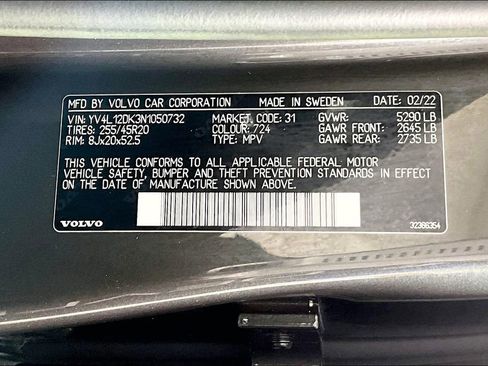 MFD BY VOLVO CAR CORPORATION MADE IN SWEDEN DATE: 02/22
VIN: YV4L12DK3N1050732 MARKET CODE: 31 GVWR: 5290 LB
TIRES: 255/45R20 COLOUR: 724 GAWR FRONT: 2645 LB
RIM: 8Jx20x52.5 TYPE: MPV GAWR REAR: 2735 LB
THIS VEHICLE CONFORMS TO ALL APPLICABLE FEDERAL MOTOR
VEHICLE SAFETY, BUMPER AND THEFT PREVENTION STANDARDS IN EFFECT
ON THE DATE OF MANUFACTURE SHOWN ABOVE.
VOLVO 32366354